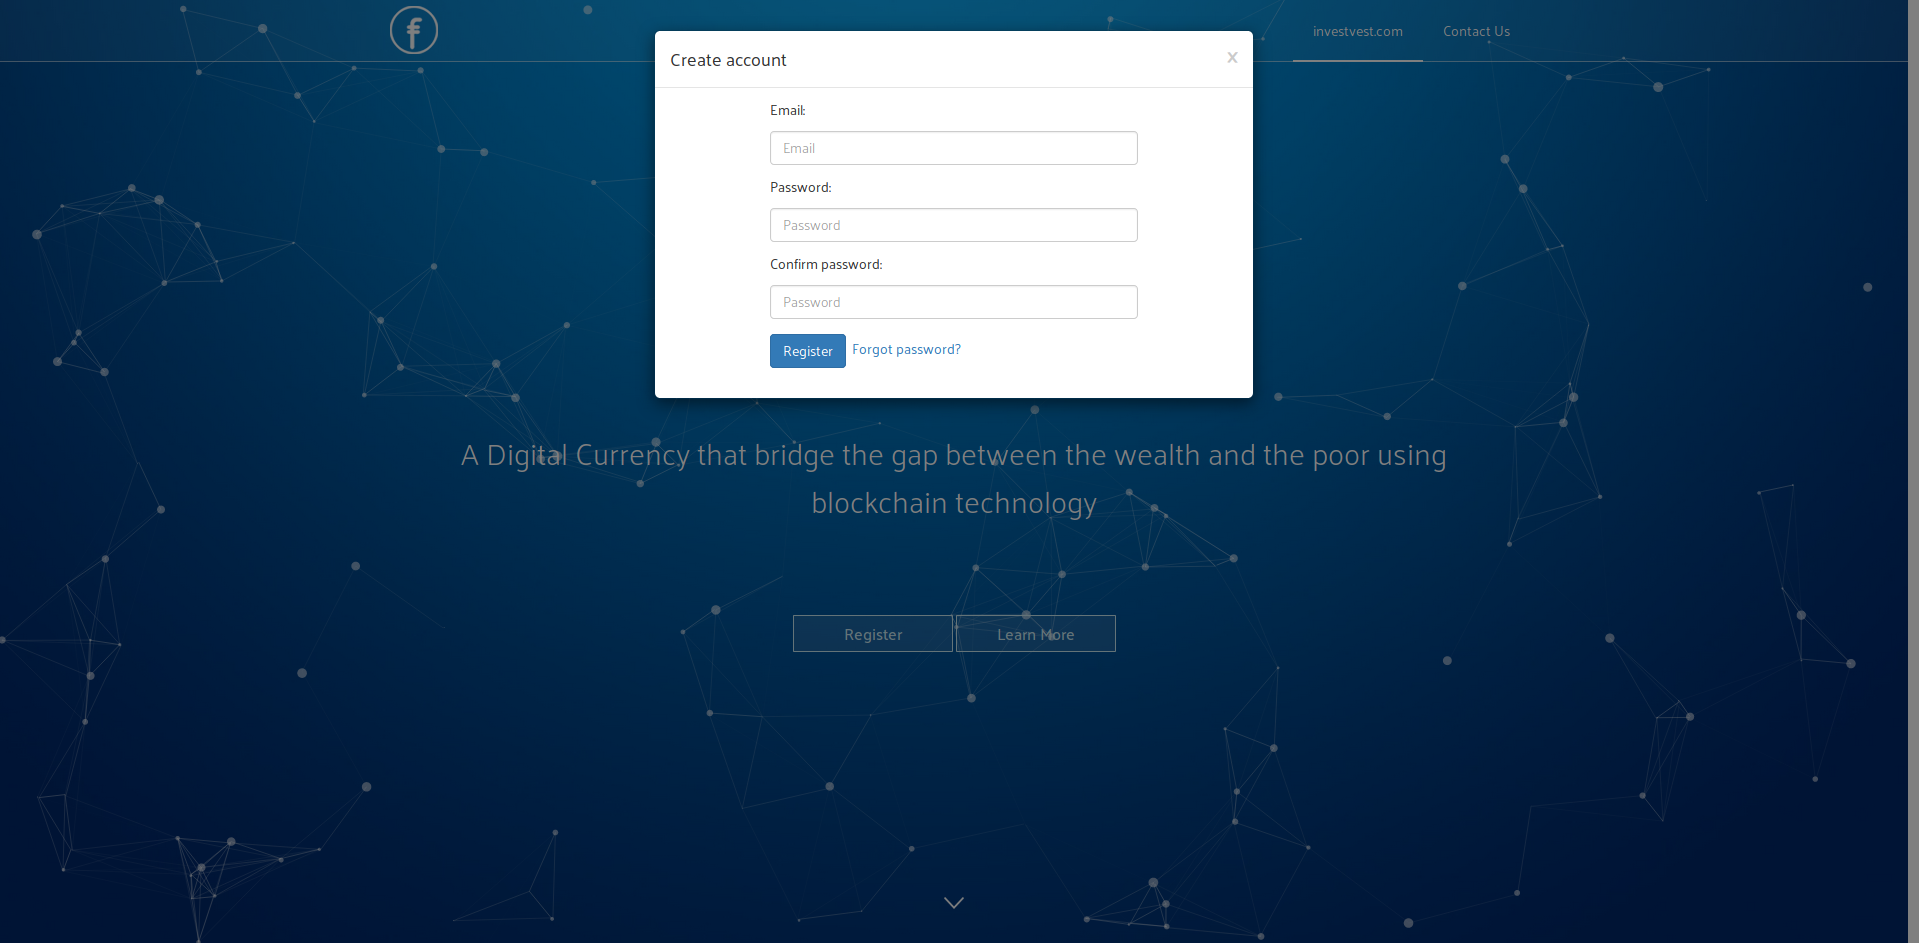 investvest.com
Contact Us
Create account
x
Email:
Email
Password:
Password
Confirm password:
Password
Register
Forgot password?
A Digital Currency that bridge the gap between the wealth and the poor using
blockchain technology
Register
Learn More